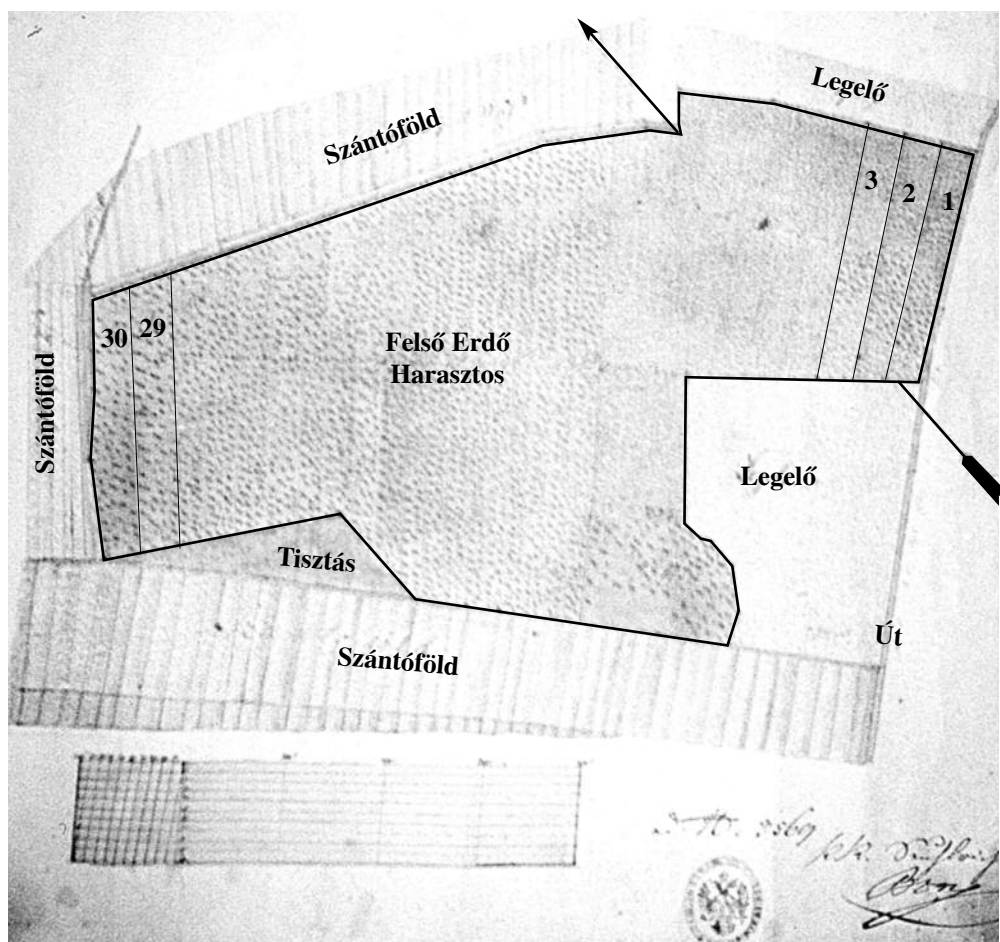 Legelő
Szántóföld
3
2
1
30
29
Felső Erdő
Harasztos
Szántóföld
Legelő
Tisztás
Út
Szántóföld